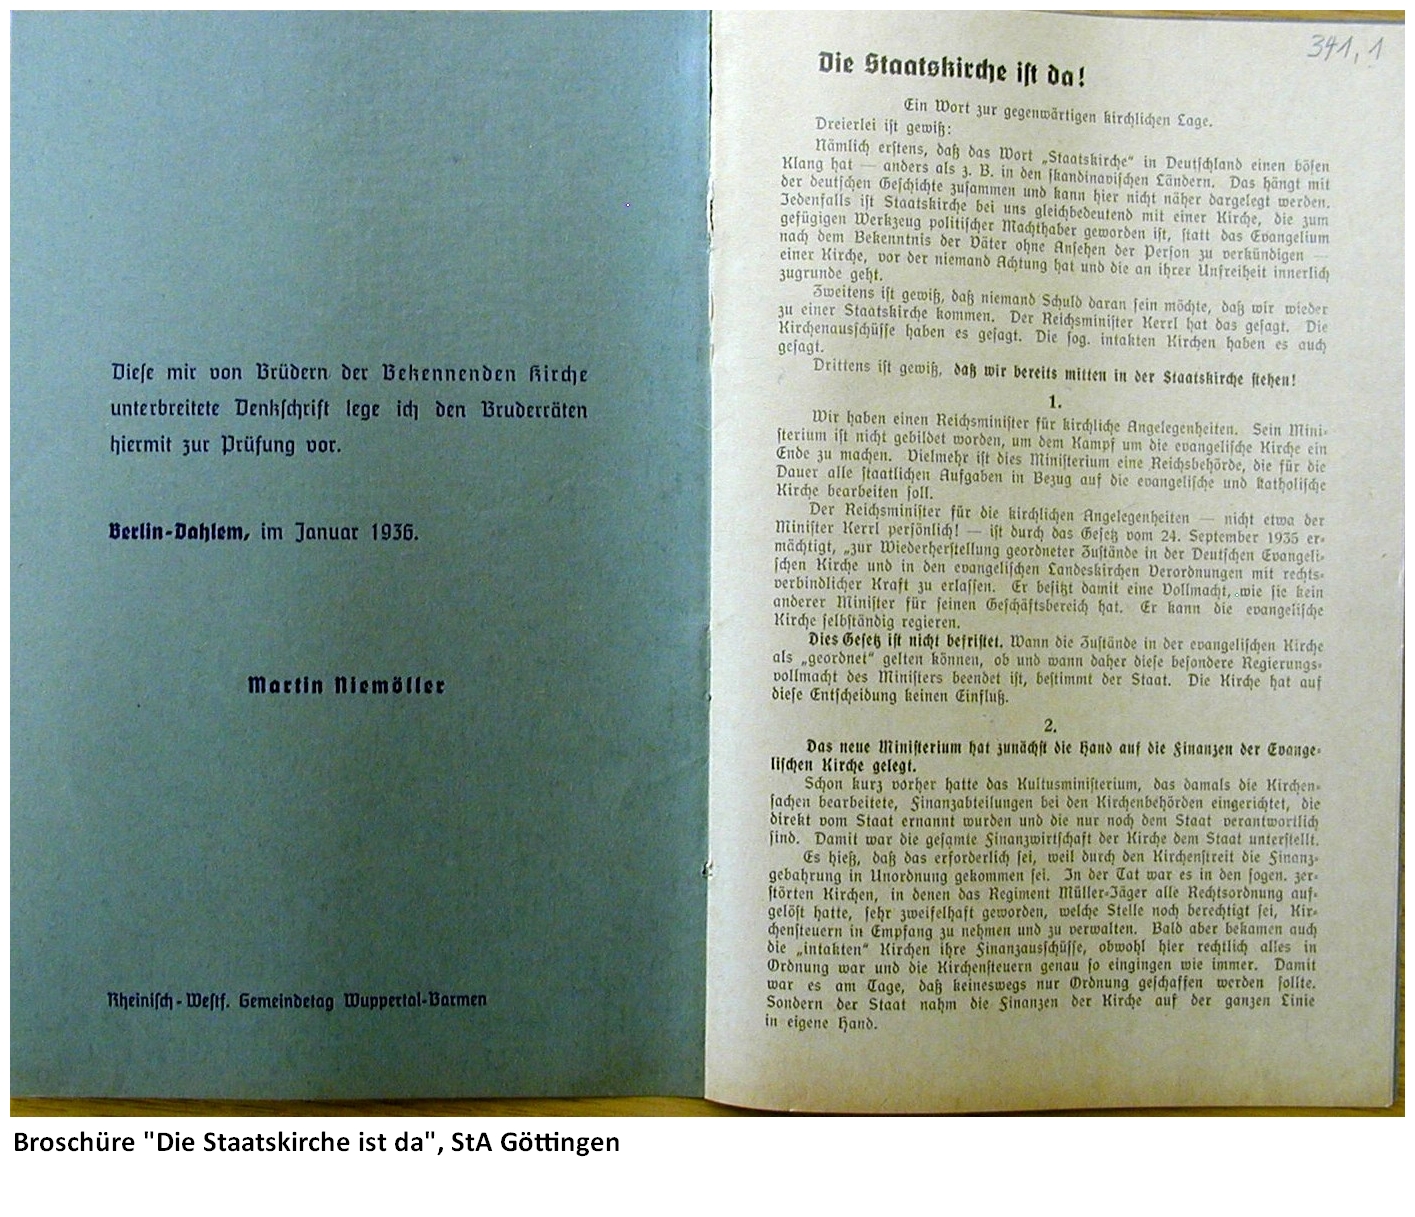 Diese mir von Brüdern der Bekennenden Kirche
unterbreitete Denkschrift lege ich den Bruderräten
hiermit zur Prüfung vor.
Berlin-Dahlem, im Januar 1936.
Martin Niemöller
Rheinisch-Westf. Gemeindetag Wuppertal-Barmen
341,1
Die Staatskirche ist da!
Ein Wort zur gegenwärtigen kirchlichen Lage.
Dreierlei ist gewiß:
Nämlich erstens, daß das Wort „Staatskirche“ in Deutschland einen bösen
Klang hat — anders als z. B. in den skandinavischen Ländern. Das hängt mit
der deutschen Geschichte zusammen und kann hier nicht näher dargelegt werden.
Jedenfalls ist Staatskirche bei uns gleichbedeutend mit einer Kirche, die zum
gefügigen Werkzeug politischer Machthaber geworden ist, statt das Evangelium
nach dem Bekenntnis der Väter ohne Ansehen der Person zu verkündigen —
einer Kirche, vor der niemand Achtung hat und die an ihrer Unfreiheit innerlich
zugrunde geht.
Zweitens ist gewiß, daß niemand Schuld daran sein möchte, daß wir wieder
zu einer Staatskirche kommen. Der Reichsminister Kerrl hat das gesagt. Die
Kirchenausschüsse haben es gesagt. Die sog. intakten Kirchen haben es auch
gesagt.
Drittens ist gewiß, daß wir bereits mitten in der Staatskirche stehen!
1.
Wir haben einen Reichsminister für kirchliche Angelegenheiten. Sein Mini-
sterium ist nicht gebildet worden, um dem Kampf um die evangelische Kirche ein
Ende zu machen. Vielmehr ist dies Ministerium eine Reichsbehörde, die für die
Dauer alle staatlichen Aufgaben in Bezug auf die evangelische und katholische
Kirche bearbeiten soll.
Der Reichsminister für die kirchlichen Angelegenheiten — nicht etwa der
Minister Kerrl persönlich! — ist durch das Gesetz vom 24. September 1935 er-
mächtigt, „zur Wiederherstellung geordneter Zustände in der Deutschen Evangeli-
schen Kirche und in den evangelischen Landeskirchen Verordnungen mit rechts-
verbindlicher Kraft zu erlassen. Er besitzt damit eine Vollmacht, wie sie kein
anderer Minister für seinen Geschäftsbereich hat. Er kann die evangelische
Kirche selbständig regieren.
Dies Gesetz ist nicht befristet. Wann die Zustände in der evangelischen Kirche
als „geordnet“ gelten können, ob und wann daher diese besondere Regierungs-
vollmacht des Ministers beendet ist, bestimmt der Staat. Die Kirche hat auf
diese Entscheidung keinen Einfluß.
2.
Das neue Ministerium hat zunächst die Hand auf die Finanzen der Evange-
lischen Kirche gelegt.
Schon kurz vorher hatte das Kultusministerium, das damals die Kirchen-
sachen bearbeitete, Finanzabteilungen bei den Kirchenbehörden eingerichtet, die
direkt vom Staat ernannt wurden und die nur noch dem Staat verantwortlich
sind. Damit war die gesamte Finanzwirtschaft der Kirche dem Staat unterstellt.
Es hieß, daß das erforderlich sei, weil durch den Kirchenstreit die Finanz-
gebahrung in Unordnung gekommen sei. In der Tat war es in den sogen. zer-
störten Kirchen, in denen das Regiment Müller-Jäger alle Rechtsordnung auf-
gelöst hatte, sehr zweifelhaft geworden, welche Stelle noch berechtigt sei, Kir-
chensteuern in Empfang zu nehmen und zu verwalten. Bald aber bekamen auch
die „intakten“ Kirchen ihre Finanzausschüsse, obwohl hier rechtlich alles in
Ordnung war und die Kirchensteuern genau so eingingen wie immer. Damit
war es am Tage, daß keineswegs nur Ordnung geschaffen werden sollte.
Sondern der Staat nahm die Finanzen der Kirche auf der ganzen Linie
in eigene Hand.
Broschüre "Die Staatskirche ist da", StA Göttingen